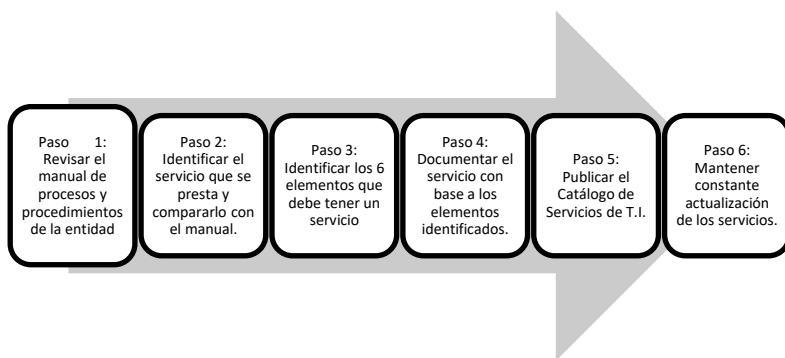 Paso 1:
Revisar el
manual de
procesos y
procedimientos
de la entidad
Paso 2:
Identificar el
servicio que se
presta y
compararlo con
el manual.
Paso 3:
Identificar los 6
elementos que
debe tener un
servicio
Paso 4:
Documentar el
servicio con
base a los
elementos
identificados.
Paso 5:
Publicar el
Catálogo de
Servicios de T.I.
Paso 6:
Mantener
constante
actualización
de los servicios.